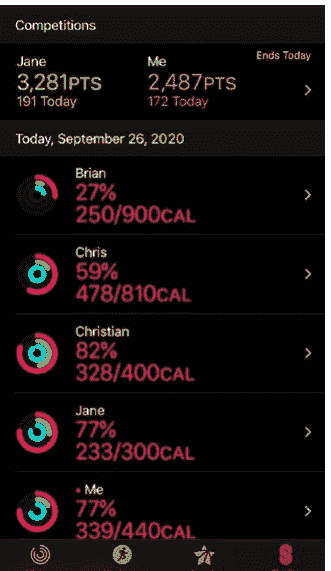 Competitions
Ends Today
Jane Me
3,281PTS 2,487PTS
191 Today 172 Today
Today, September 26, 2020
Brian
27%
250/900CAL
Chris
59%
478/810CAL
Christian
82%
328/400CAL
Jane
77%
233/300CAL
Me
77%
339/440CAL